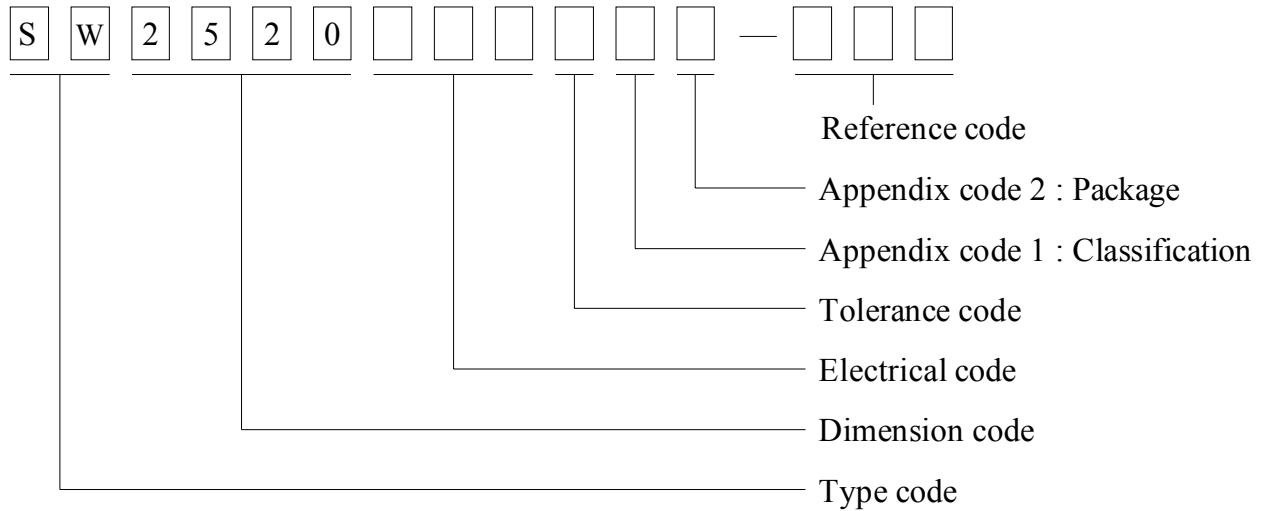 S W 2 5 2 0 —
Reference code
Appendix code 2 : Package
Appendix code 1 : Classification
Tolerance code
Electrical code
Dimension code
Type code